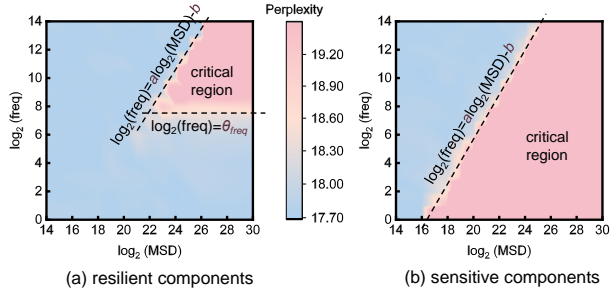 Perplexity
14
12
10
8
6
4
2
0
log₂ (freq)
14 16 18 20 22 24 26 28 30
log₂ (MSD)
log₂(freq)=alog₂(MSD)-b
critical
region
log₂(freq)=θfreq
(a) resilient components
19.20
18.90
18.60
18.30
18.00
17.70
14
12
10
8
6
4
2
0
log₂ (freq)
14 16 18 20 22 24 26 28 30
log₂ (MSD)
log₂(freq)=alog₂(MSD)-b
critical
region
(b) sensitive components